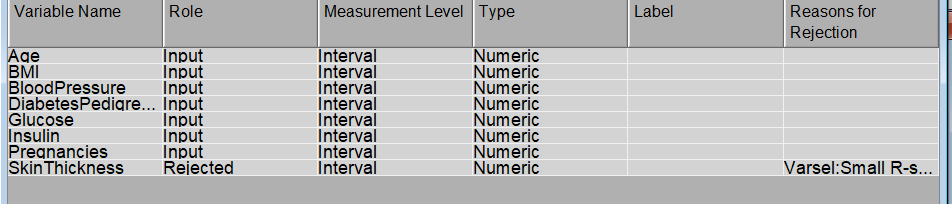 Variable Name Role Measurement Level Type Label Reasons for Rejection
Age Input Interval Numeric
BMI Input Interval Numeric
BloodPressure Input Interval Numeric
DiabetesPedigre... Input Interval Numeric
Glucose Input Interval Numeric
Insulin Input Interval Numeric
Pregnancies Input Interval Numeric
SkinThickness Rejected Interval Numeric Varsel:Small R-s...